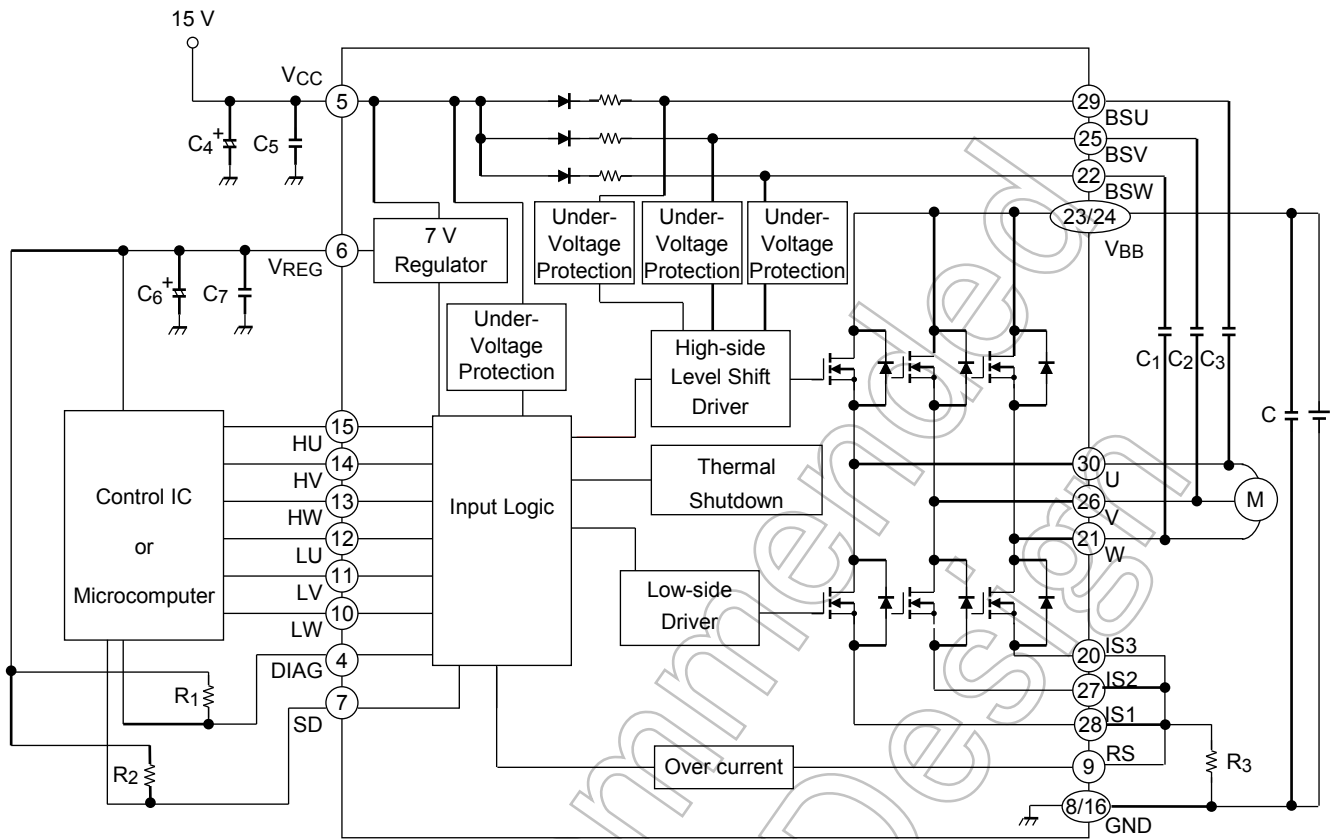 15 V
VCC
5
C4
+
C5
29
BSU
25
BSV
22
BSW
23/24
VBB
6
VREG
C6
+
C7
7 V
Regulator
Under-
Voltage
Protection
Under-
Voltage
Protection
Under-
Voltage
Protection
Under-
Voltage
Protection
High-side
Level Shift
Driver
C1
C2
C3
C
Control IC
or
Microcomputer
15
HU
14
HV
13
HW
12
LU
11
LV
10
LW
4
DIAG
7
SD
Input Logic
Thermal
Shutdown
Low-side
Driver
30
U
26
V
21
W
M
20
IS3
27
IS2
28
IS1
9
RS
8/16
GND
R1
R2
R3
Over current
mmended
Design